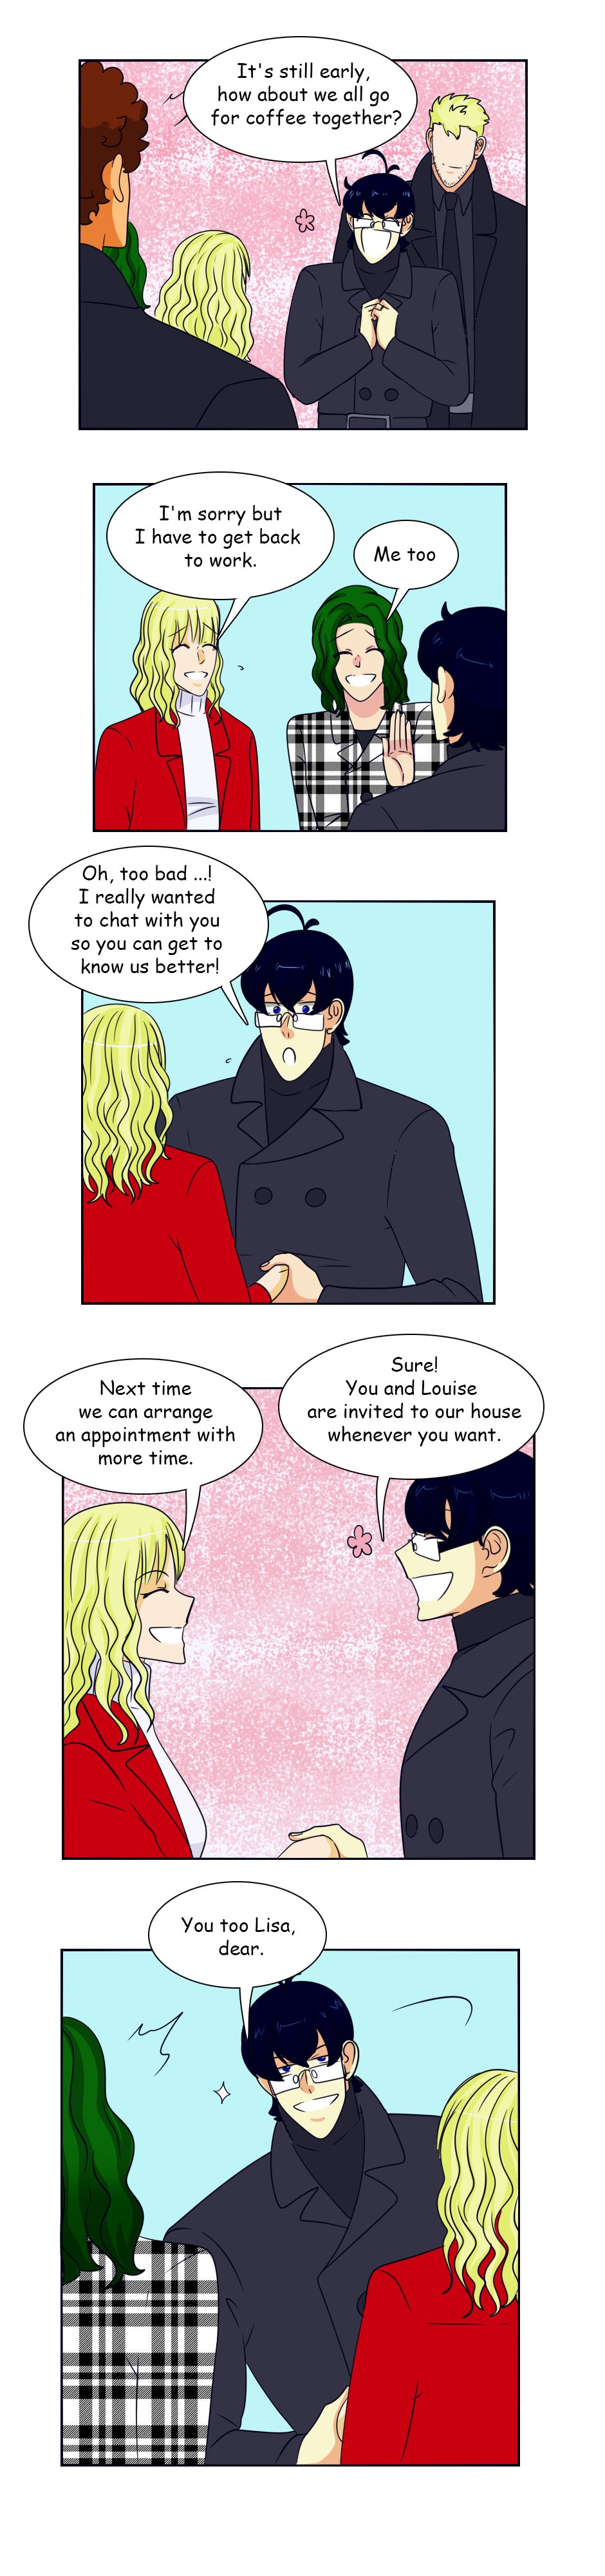 It's still early,
how about we all go
for coffee together?
I'm sorry but
I have to get back
to work.
Me too
Oh, too bad ...!
I really wanted
to chat with you
so you can get to
know us better!
Next time
we can arrange
an appointment with
more time.
Sure!
You and Louise
are invited to our house
whenever you want.
You too Lisa,
dear.